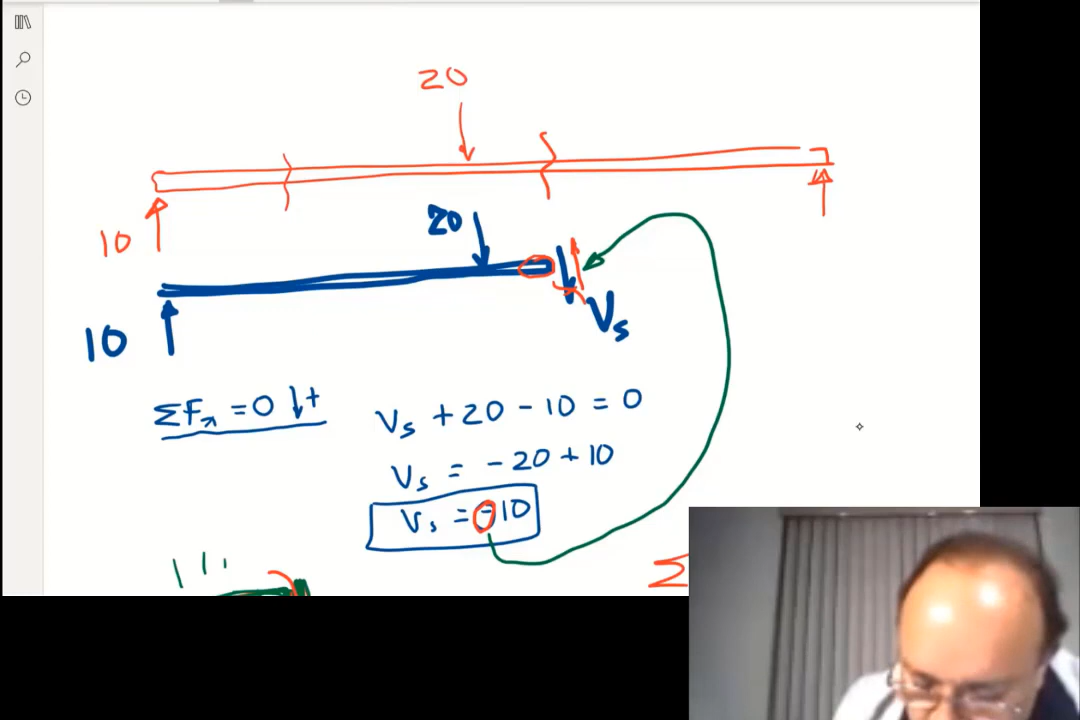 20
10
20
10
Vs
ΣFy = 0 ↓+
Vs + 20 - 10 = 0
Vs = -20 + 10
Vs = -10
Σ